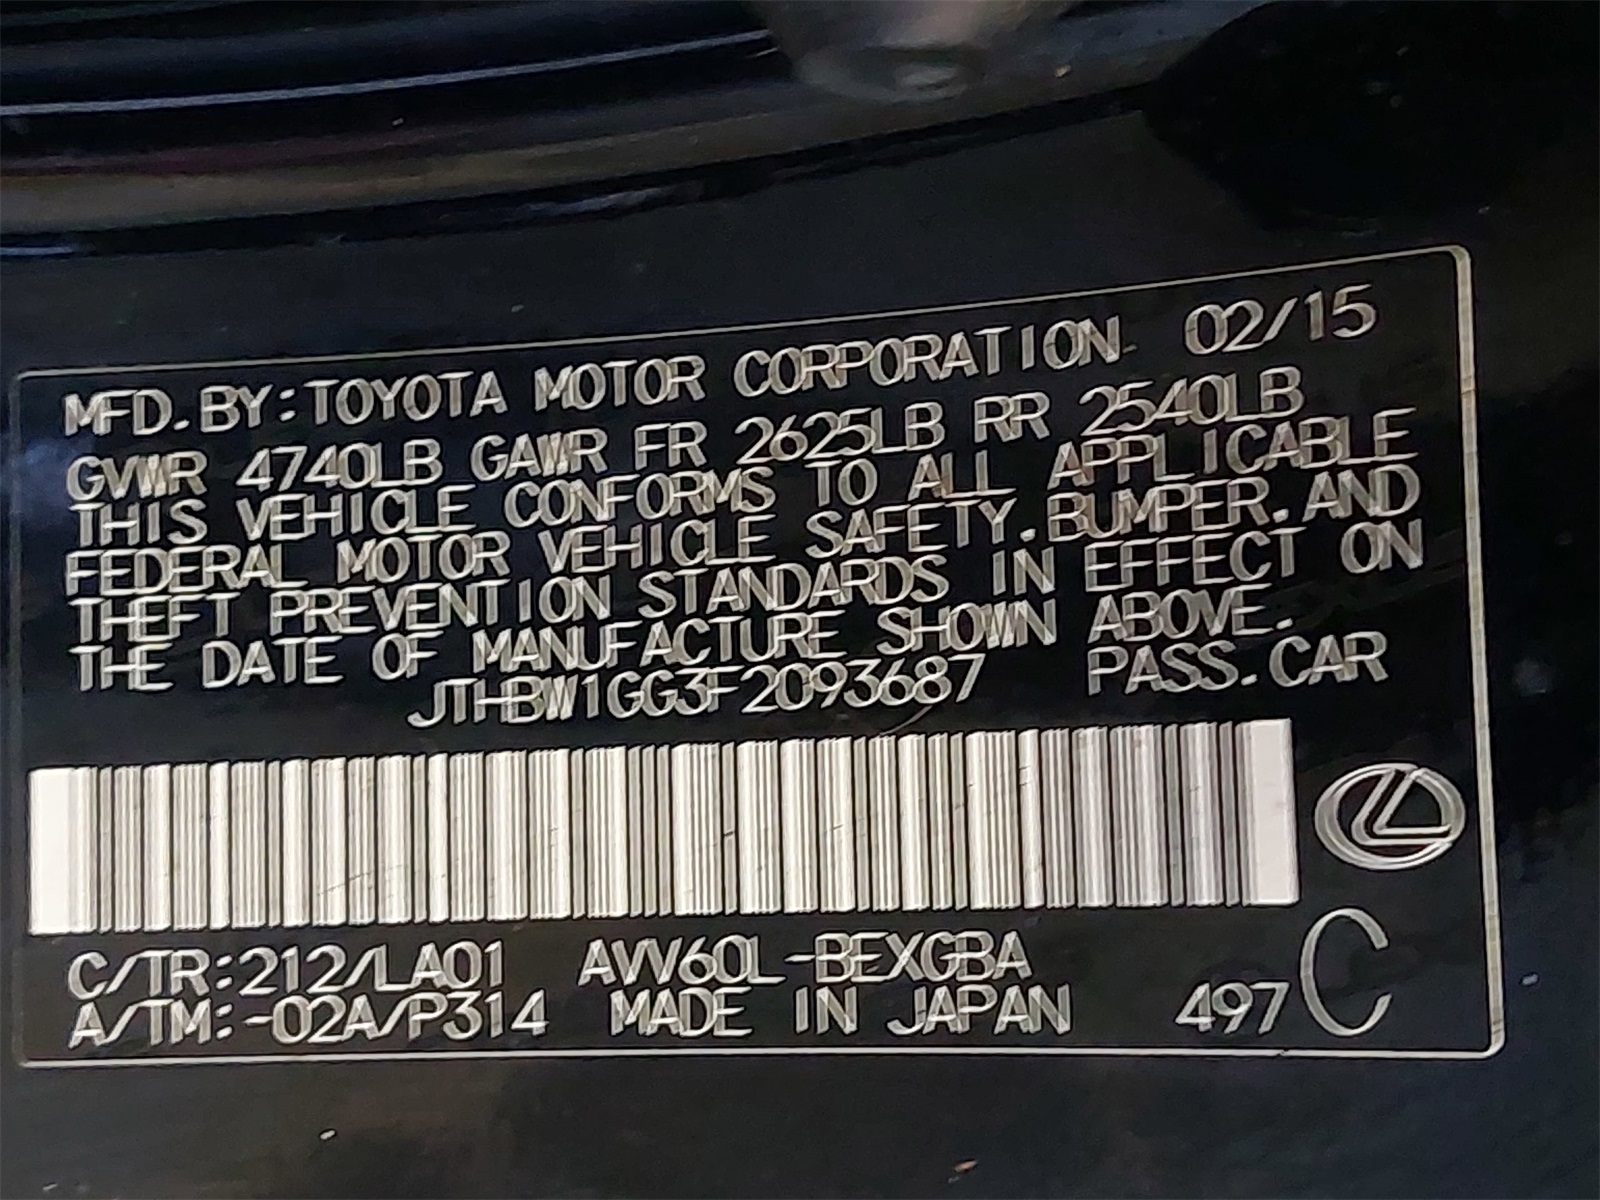 MFD. BY: TOYOTA MOTOR CORPORATION 02/15
GVWR 4740LB GAWR FR 2625LB RR 2540LB
THIS VEHICLE CONFORMS TO ALL APPLICABLE
FEDERAL MOTOR VEHICLE SAFETY. BUMPER. AND
THEFT PREVENTION STANDARDS IN EFFECT ON
THE DATE OF MANUFACTURE SHOWN ABOVE.
JTHBW1GG3F2093687 PASS. CAR
C/TR: 212/LA01 AVV60L-BEXGBA
A/TM: -02A/P314 MADE IN JAPAN 497 C